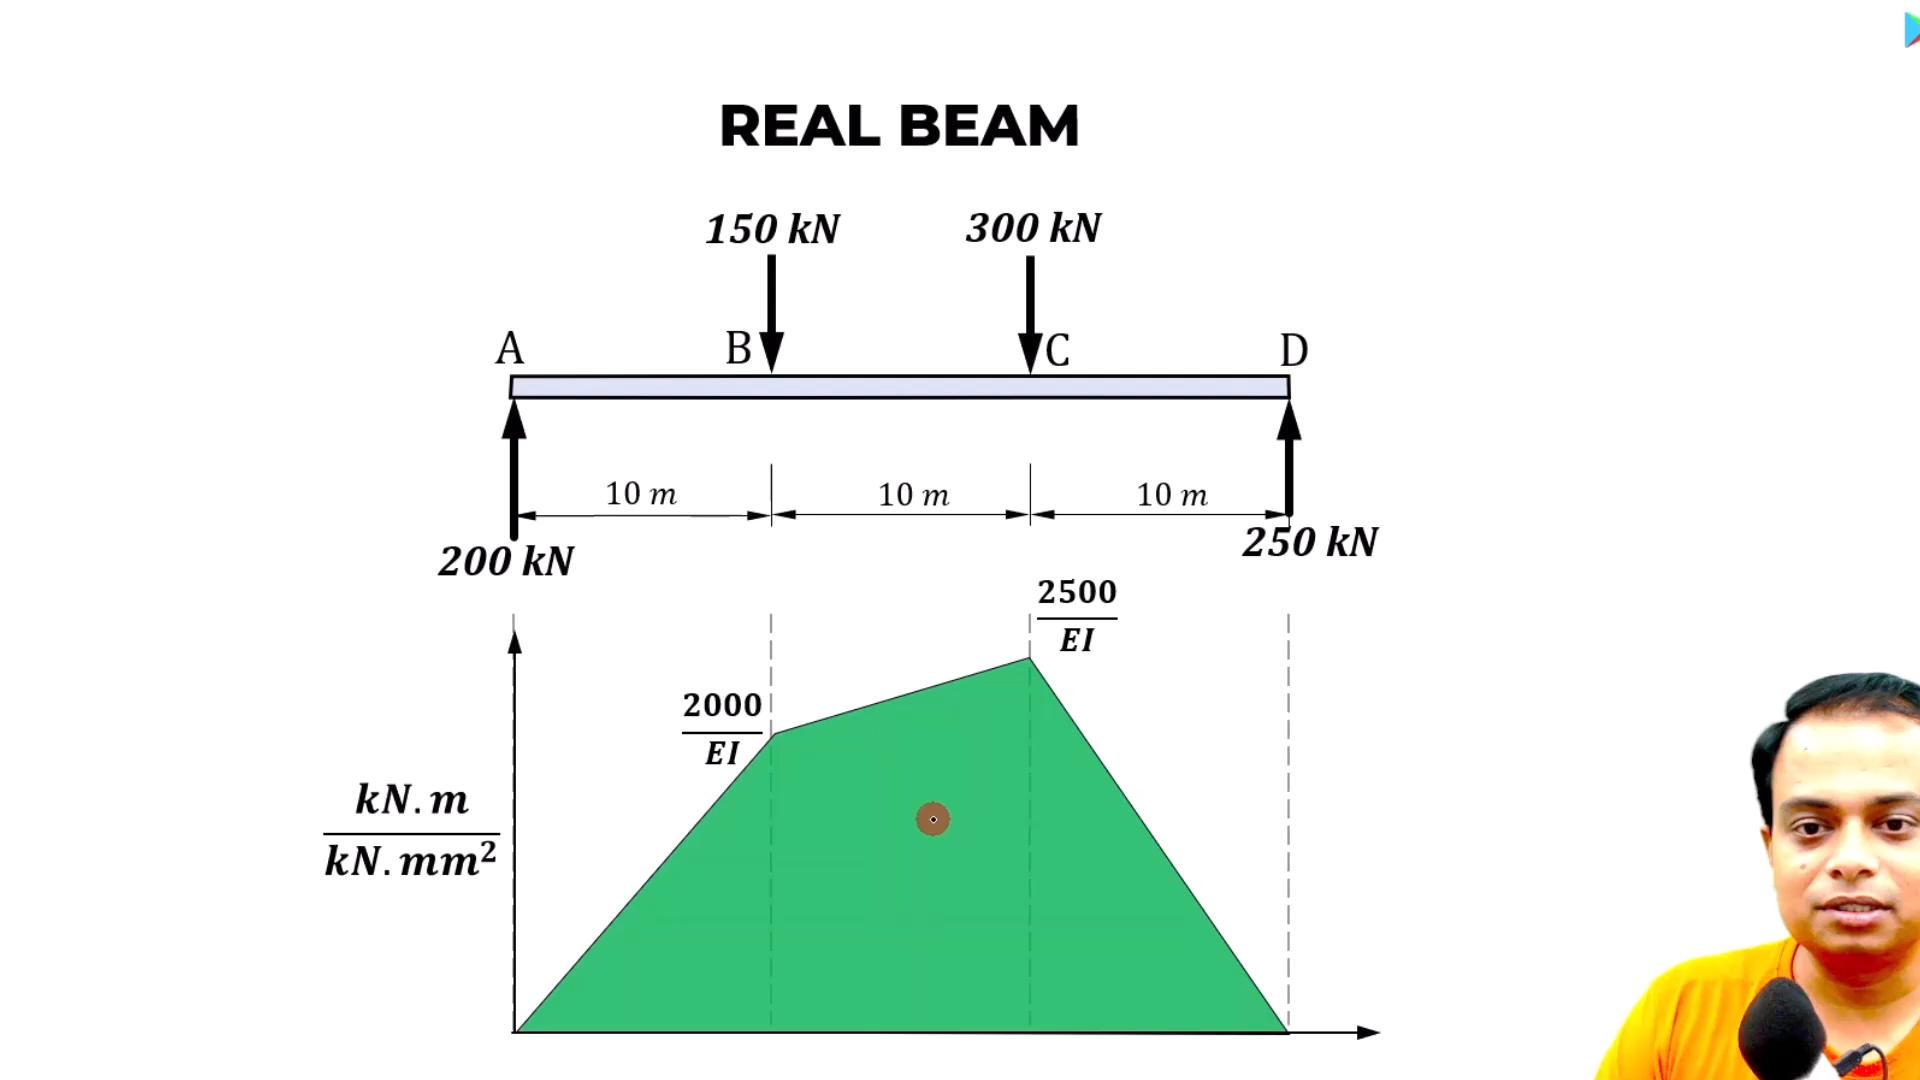 REAL BEAM
150 kN
300 kN
A
B
C
D
10 m
10 m
10 m
200 kN
250 kN
2500
EI
2000
EI
kN.m
kN.mm²